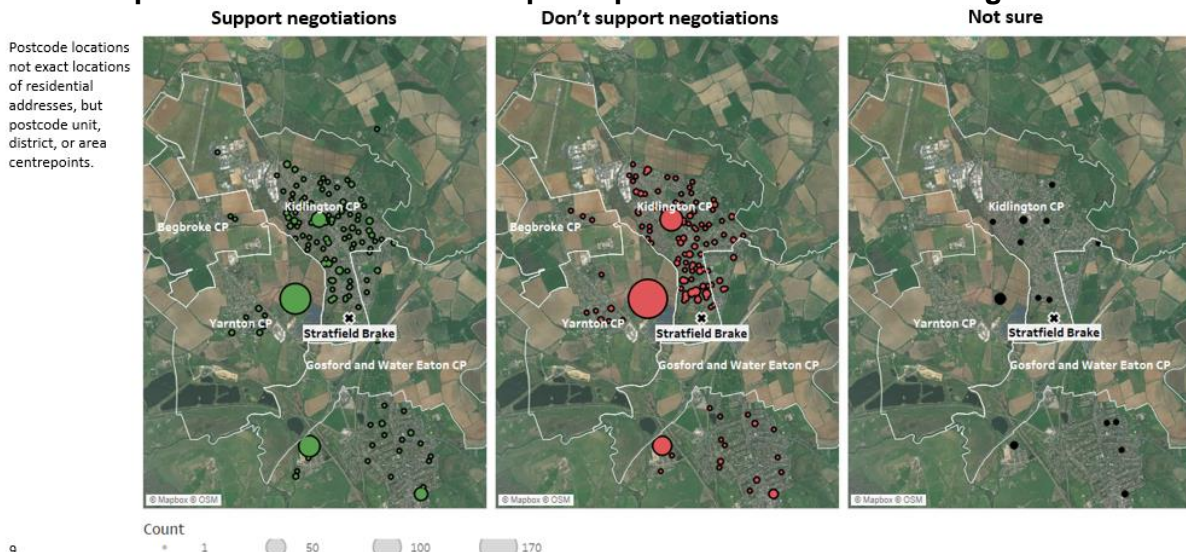 Support negotiations
Don't support negotiations
Not sure
Postcode locations
not exact locations
of residential
addresses, but
postcode unit,
district, or area
centrepoints.
Kidlington CP
Begbroke CP
Yarnton CP
Stratfield Brake
Gosford and Water Eaton CP
© Mapbox © OSM
Kidlington CP
Begbroke CP
Yarnton CP
Stratfield Brake
Gosford and Water Eaton CP
© Mapbox © OSM
Kidlington CP
Yarnton CP
Stratfield Brake
Gosford and Water Eaton CP
© Mapbox © OSM
Count
1 50 100 170
9